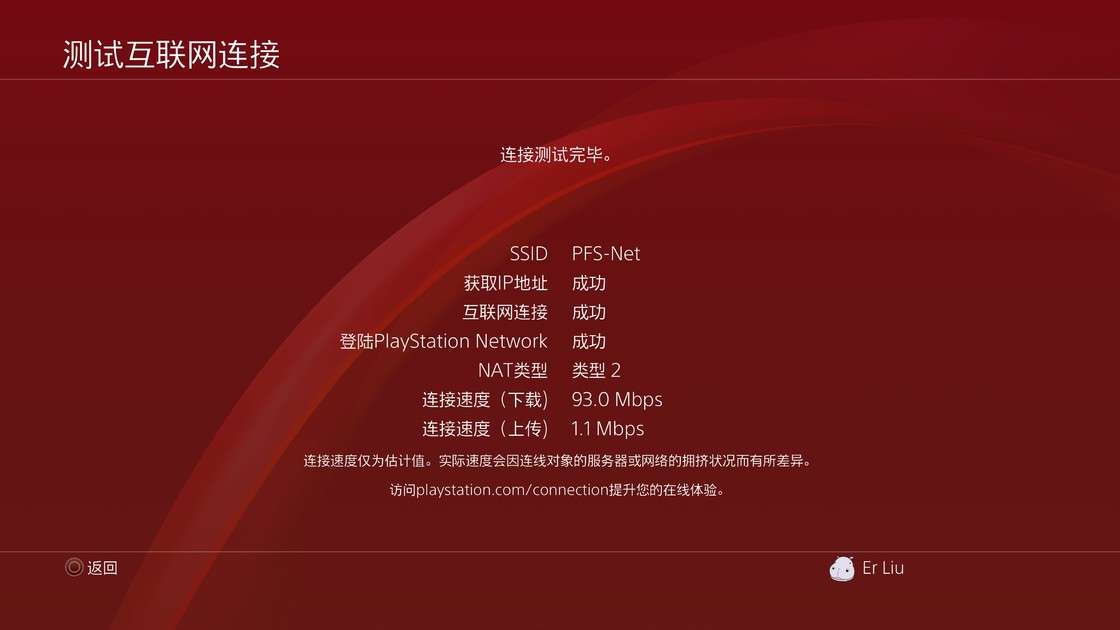 测试互联网连接
连接测试完毕。
SSID PFS-Net
获取IP地址 成功
互联网连接 成功
登陆PlayStation Network 成功
NAT类型 类型 2
连接速度（下载) 93.0 Mbps
连接速度（上传) 1.1 Mbps
连接速度仅为估计值。实际速度会因连线对象的服务器或网络的拥挤状况而有所差异。
访问playstation.com/connection提升您的在线体验。
返回 Er Liu